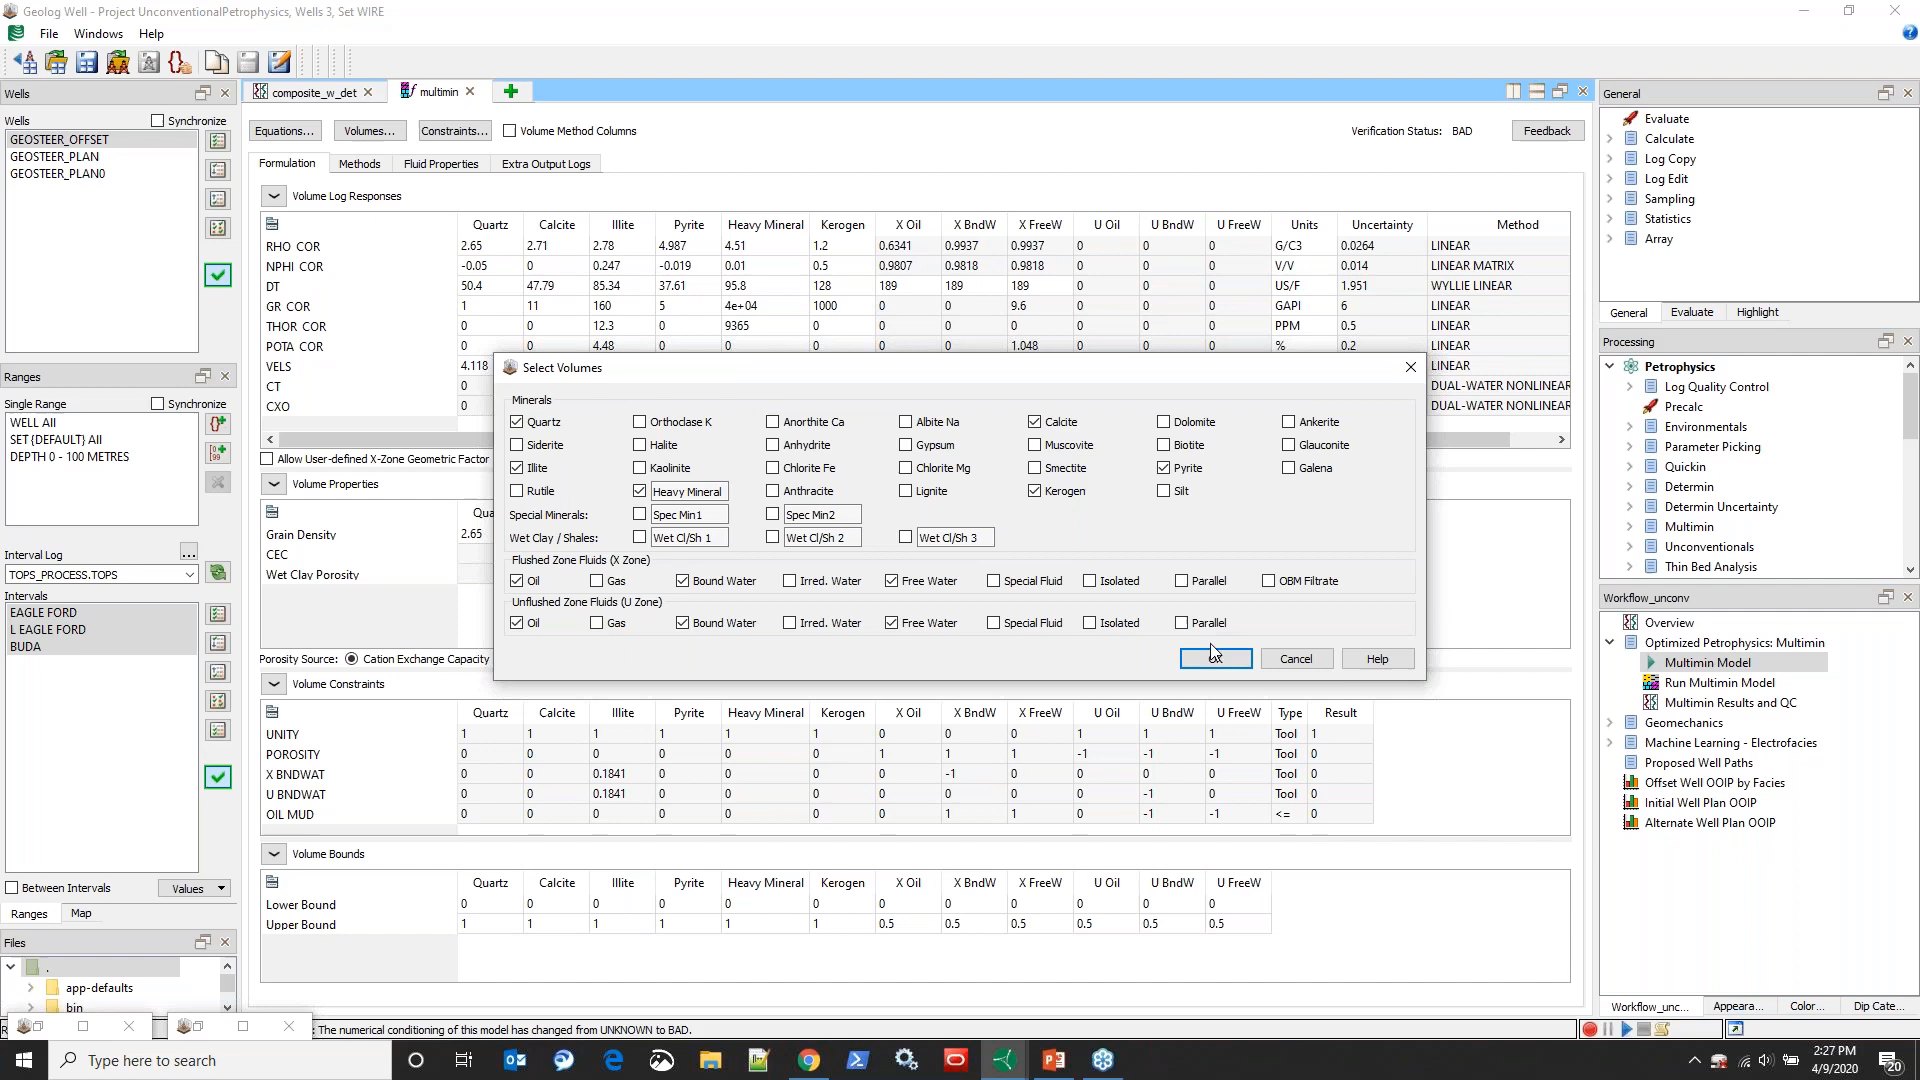 Geolog Well - Project UnconventionalPetrophysics, Wells 3, Set WIRE
File Windows Help
Wells
Wells Synchronize
GEOSTEER_OFFSET
GEOSTEER_PLAN
GEOSTEER_PLAN0
Ranges
Single Range Synchronize
WELL All
SET {DEFAULT} All
DEPTH 0 - 100 METRES
Interval Log ...
TOPS_PROCESS.TOPS
Intervals
EAGLE FORD
L EAGLE FORD
BUDA
Between Intervals Values
Ranges Map
Files
.
app-defaults
bin
composite_w_det multimin
Equations... Volumes... Constraints... Volume Method Columns Verification Status: BAD Feedback
Formulation Methods Fluid Properties Extra Output Logs
Volume Log Responses
Quartz Calcite Illite Pyrite Heavy Mineral Kerogen X Oil X BndW X FreeW U Oil U BndW U FreeW Units Uncertainty Method
RHO COR 2.65 2.71 2.78 4.987 4.51 1.2 0.6341 0.9937 0.9937 0 0 0 G/C3 0.0264 LINEAR
NPHI COR -0.05 0 0.247 -0.019 0.01 0.5 0.9807 0.9818 0.9818 0 0 0 V/V 0.014 LINEAR MATRIX
DT 50.4 47.79 85.34 37.61 95.8 128 189 189 189 0 0 0 US/F 1.951 WYLLIE LINEAR
GR COR 1 11 160 5 4e+04 1000 0 0 9.6 0 0 0 GAPI 6 LINEAR
THOR COR 0 0 12.3 0 9365 0 0 0 0 0 0 0 PPM 0.5 LINEAR
POTA COR 0 0 4.48 0 0 0 0 0 1.048 0 0 0 % 0.2 LINEAR
VELS 4.118 LINEAR
CT 0 DUAL-WATER NONLINEAR
CXO 0 DUAL-WATER NONLINEAR
Allow User-defined X-Zone Geometric Factor
Volume Properties
Qua
Grain Density 2.65
CEC
Wet Clay Porosity
Porosity Source: Cation Exchange Capacity
Select Volumes
Minerals
Quartz Orthoclase K Anorthite Ca Albite Na Calcite Dolomite Ankerite
Siderite Halite Anhydrite Gypsum Muscovite Biotite Glauconite
Illite Kaolinite Chlorite Fe Chlorite Mg Smectite Pyrite Galena
Rutile Heavy Mineral Anthracite Lignite Kerogen Silt
Special Minerals: Spec Min1 Spec Min2
Wet Clay / Shales: Wet Cl/Sh 1 Wet Cl/Sh 2 Wet Cl/Sh 3
Flushed Zone Fluids (X Zone)
Oil Gas Bound Water Irred. Water Free Water Special Fluid Isolated Parallel OBM Filtrate
Unflushed Zone Fluids (U Zone)
Oil Gas Bound Water Irred. Water Free Water Special Fluid Isolated Parallel
Cancel Help
Volume Constraints
Quartz Calcite Illite Pyrite Heavy Mineral Kerogen X Oil X BndW X FreeW U Oil U BndW U FreeW Type Result
UNITY 1 1 1 1 1 1 0 0 0 1 1 1 Tool 1
POROSITY 0 0 0 0 0 0 1 1 1 -1 -1 -1 Tool 0
X BNDWAT 0 0 0.1841 0 0 0 0 -1 0 0 0 0 Tool 0
U BNDWAT 0 0 0.1841 0 0 0 0 0 0 0 -1 0 Tool 0
OIL MUD 0 0 0 0 0 0 0 1 1 0 -1 -1 <= 0
Volume Bounds
Quartz Calcite Illite Pyrite Heavy Mineral Kerogen X Oil X BndW X FreeW U Oil U BndW U FreeW
Lower Bound 0 0 0 0 0 0 0 0 0 0 0 0
Upper Bound 1 1 1 1 1 1 0.5 0.5 0.5 0.5 0.5 0.5
: The numerical conditioning of this model has changed from UNKNOWN to BAD.
General
Evaluate
Calculate
Log Copy
Log Edit
Sampling
Statistics
Array
General Evaluate Highlight
Processing
Petrophysics
Log Quality Control
Precalc
Environmentals
Parameter Picking
Quickin
Determin
Determin Uncertainty
Multimin
Unconventionals
Thin Bed Analysis
Workflow_unconv
Overview
Optimized Petrophysics: Multimin
Multimin Model
Run Multimin Model
Multimin Results and QC
Geomechanics
Machine Learning - Electrofacies
Proposed Well Paths
Offset Well OOIP by Facies
Initial Well Plan OOIP
Alternate Well Plan OOIP
Workflow_unc... Appeara... Color... Dip Cate...
Type here to search
2:27 PM
4/9/2020
20